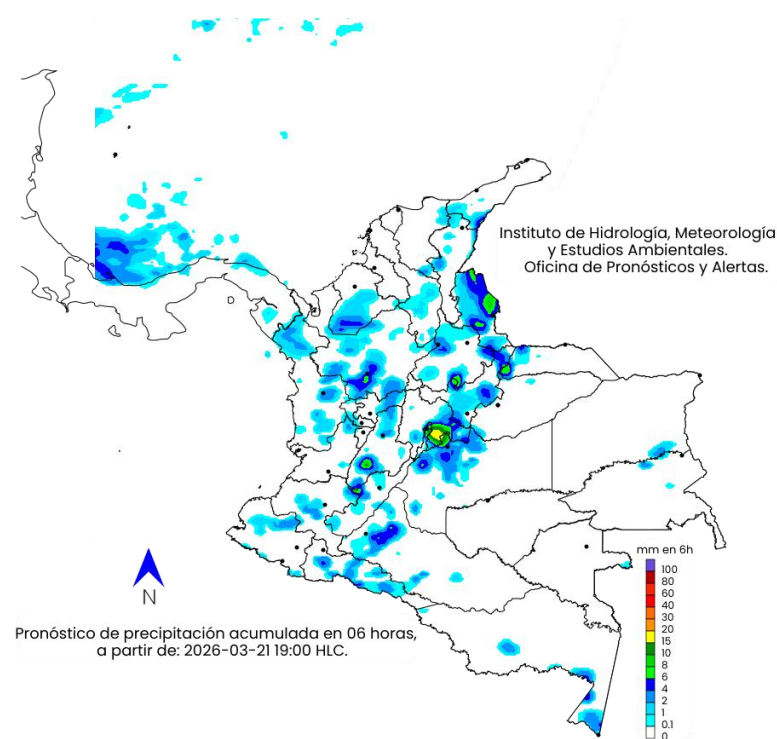 Instituto de Hidrología, Meteorología
y Estudios Ambientales.
Oficina de Pronósticos y Alertas.
N
Pronóstico de precipitación acumulada en 06 horas,
a partir de: 2026-03-21 19:00 HLC.
mm en 6h
100
80
60
40
30
20
15
10
8
6
4
2
1
0.1
0